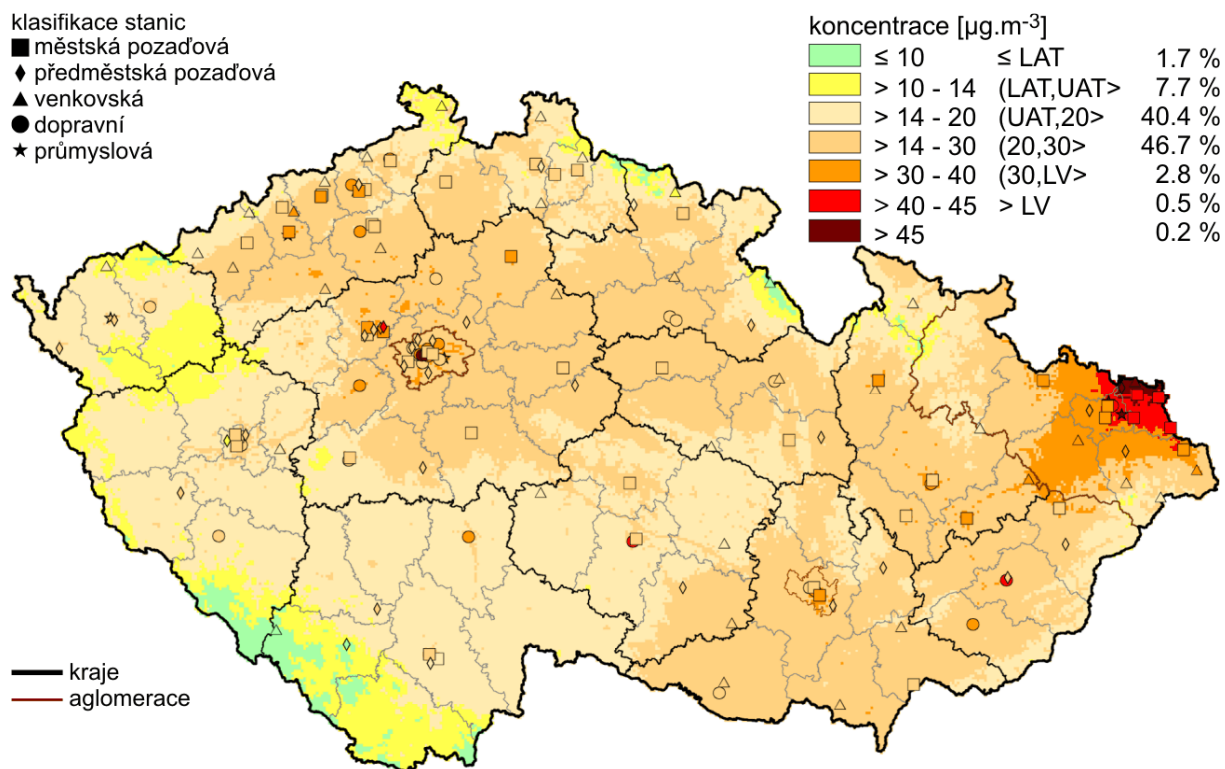 klasifikace stanic
městská pozaďová
předměstská pozaďová
venkovská
dopravní
průmyslová
koncentrace [µg.m-3]
≤ 10 ≤ LAT 1.7 %
> 10 - 14 (LAT,UAT> 7.7 %
> 14 - 20 (UAT,20> 40.4 %
> 14 - 30 (20,30> 46.7 %
> 30 - 40 (30,LV> 2.8 %
> 40 - 45 > LV 0.5 %
> 45 0.2 %
kraje
aglomerace